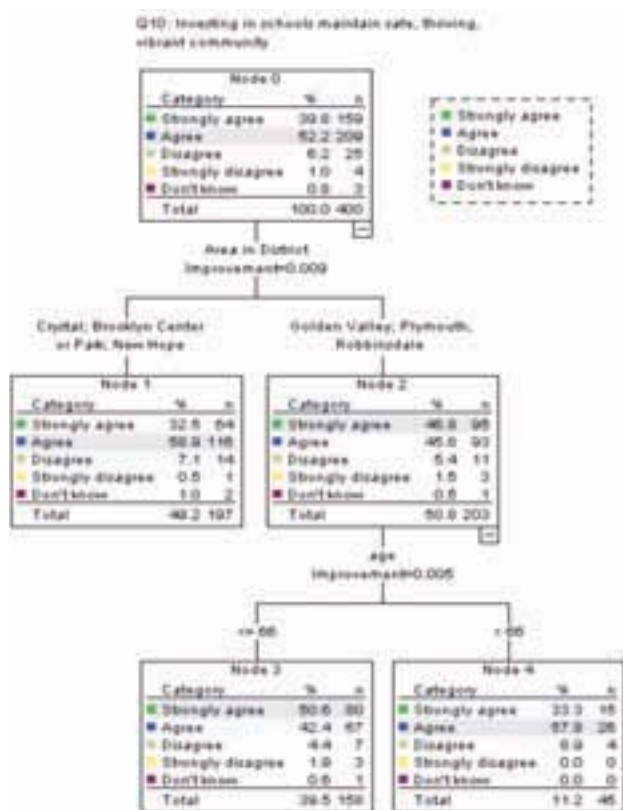 Q10: Investing in schools maintain safe, thriving,
vibrant community
Node 0
Category % n
Strongly agree 39.8 159
Agree 52.2 209
Disagree 6.2 25
Strongly disagree 1.0 4
Don't know 0.8 3
Total 100.0 400
Strongly agree
Agree
Disagree
Strongly disagree
Don't know
Area in District
Improvement=0.009
Crystal; Brooklyn Center
or Park; New Hope
Golden Valley; Plymouth;
Robbinsdale
Node 1
Category % n
Strongly agree 32.5 64
Agree 58.9 116
Disagree 7.1 14
Strongly disagree 0.5 1
Don't know 1.0 2
Total 49.2 197
Node 2
Category % n
Strongly agree 46.8 95
Agree 45.8 93
Disagree 5.4 11
Strongly disagree 1.5 3
Don't know 0.5 1
Total 50.8 203
age
Improvement=0.005
<= 66
> 66
Node 3
Category % n
Strongly agree 50.6 80
Agree 42.4 67
Disagree 4.4 7
Strongly disagree 1.9 3
Don't know 0.6 1
Total 39.5 158
Node 4
Category % n
Strongly agree 33.3 15
Agree 57.8 26
Disagree 8.9 4
Strongly disagree 0.0 0
Don't know 0.0 0
Total 11.2 45